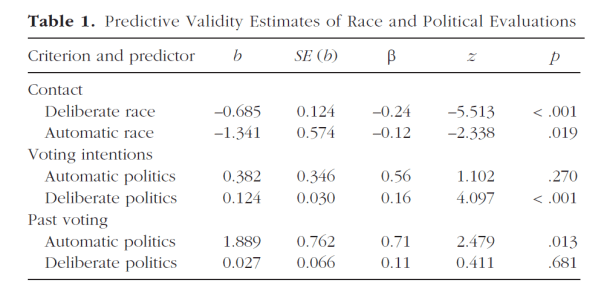 Table 1. Predictive Validity Estimates of Race and Political Evaluations
Criterion and predictor b SE (b) β z p
Contact
Deliberate race −0.685 0.124 −0.24 −5.513 < .001
Automatic race −1.341 0.574 −0.12 −2.338 .019
Voting intentions
Automatic politics 0.382 0.346 0.56 1.102 .270
Deliberate politics 0.124 0.030 0.16 4.097 < .001
Past voting
Automatic politics 1.889 0.762 0.71 2.479 .013
Deliberate politics 0.027 0.066 0.11 0.411 .681